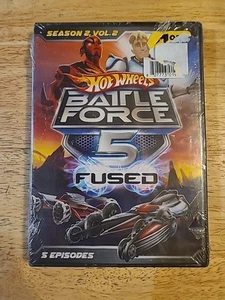 SEASON 2 VOL. 2
HOT WHEELS
BATTLE
FORCE
5
FUSED
5 EPISODES